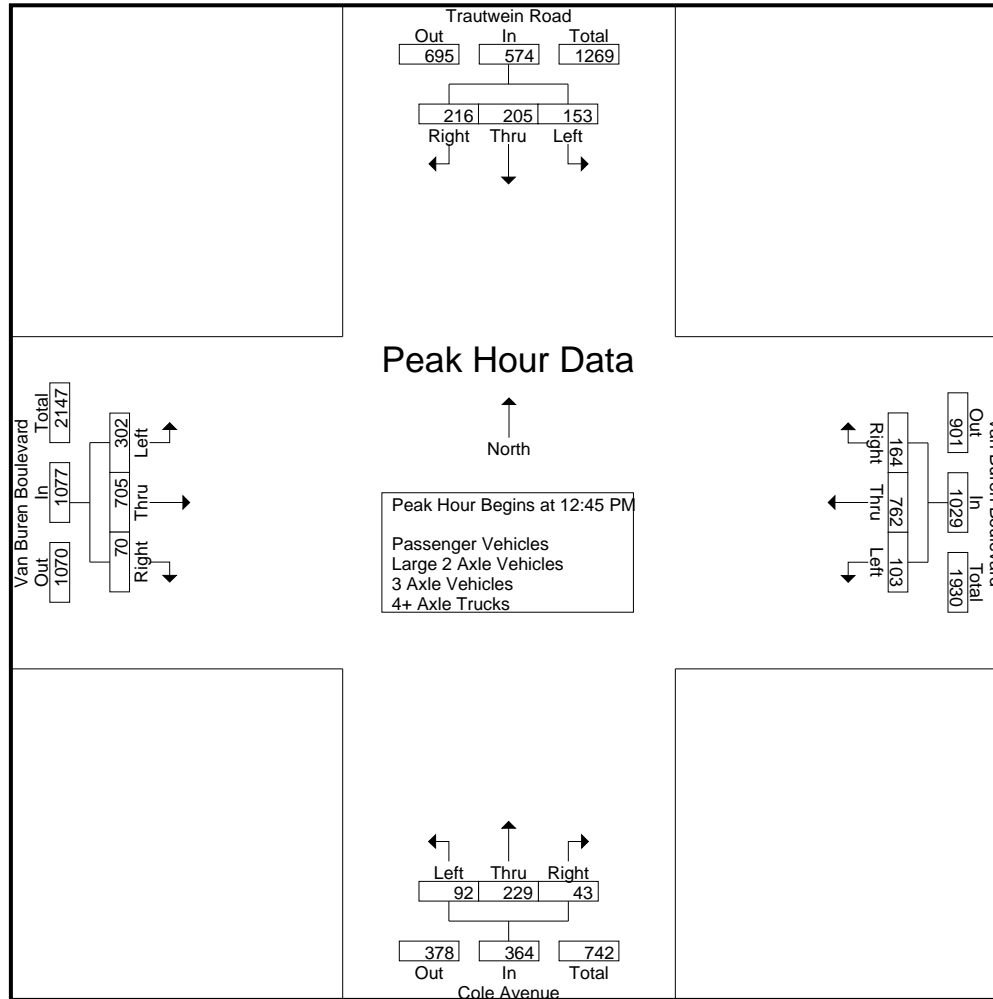 Trautwein Road
Out In Total
695 574 1269
216 205 153
Right Thru Left
Peak Hour Data
North
Peak Hour Begins at 12:45 PM
Passenger Vehicles
Large 2 Axle Vehicles
3 Axle Vehicles
4+ Axle Trucks
Van Buren Boulevard
Out In Total
1070 1077 2147
70 705 302
Right Thru Left
Van Buren Boulevard
Out In Total
901 1029 1930
164 762 103
Right Thru Left
Left Thru Right
92 229 43
378 364 742
Out In Total
Cole Avenue